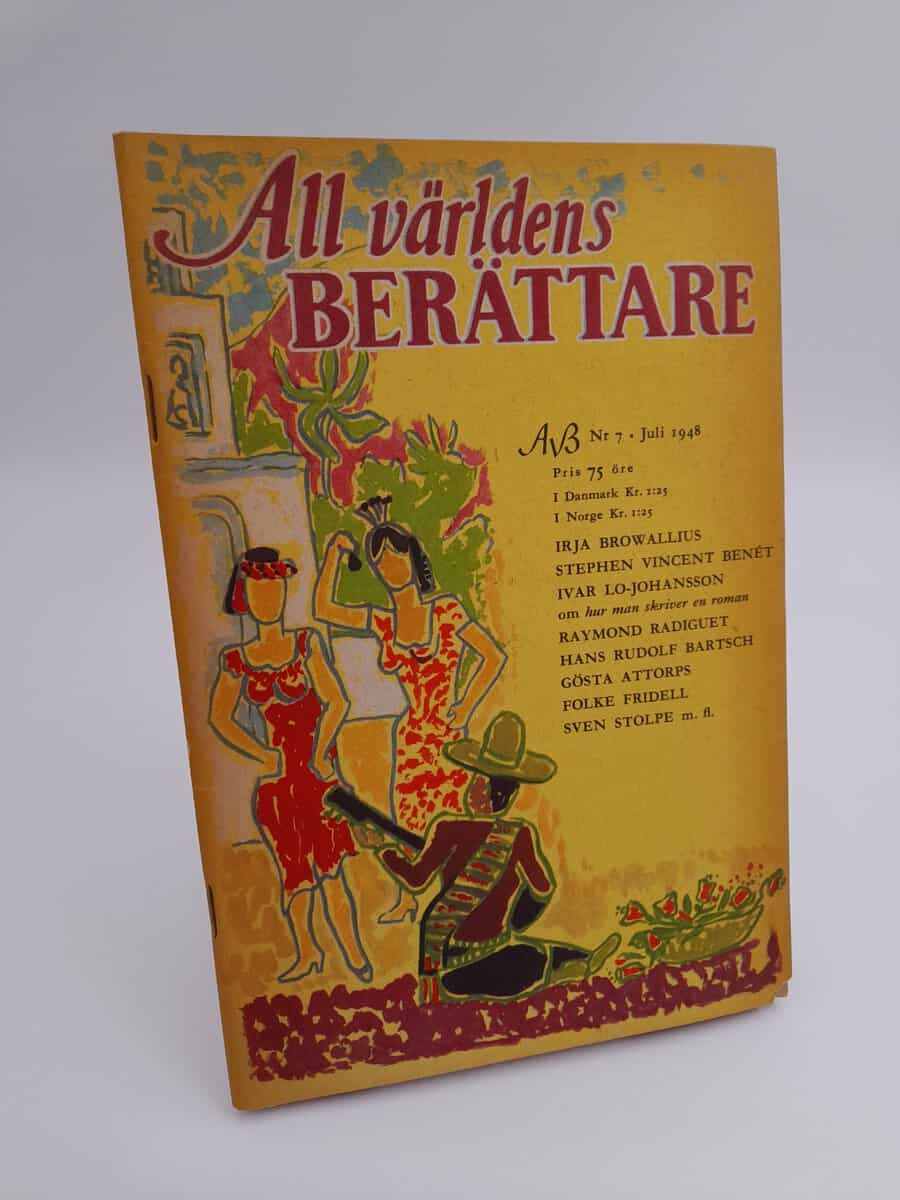 All världens
BERÄTTARE
AVB Nr 7 • Juli 1948
Pris 75 öre
I Danmark Kr. 1:25
I Norge Kr. 1:25
IRJA BROWALLIUS
STEPHEN VINCENT BENÉT
IVAR LO-JOHANSSON
om hur man skriver en roman
RAYMOND RADIGUET
HANS RUDOLF BARTSCH
GÖSTA ATTORPS
FOLKE FRIDELL
SVEN STOLPE m. fl.